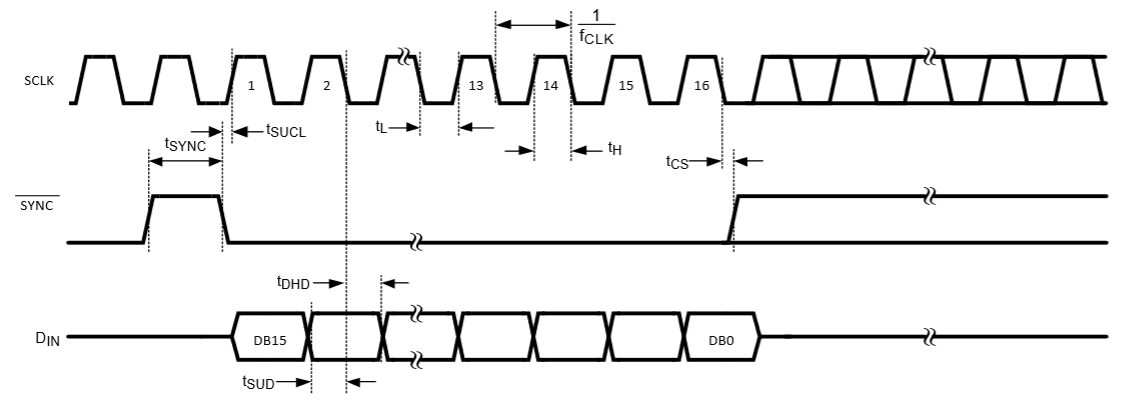 1
fCLK
SCLK
1
2
13
14
15
16
tL
tSUCL
tSYNC
tH
tCS
SYNC
tDHD
DIN
DB15
DB0
tSUD